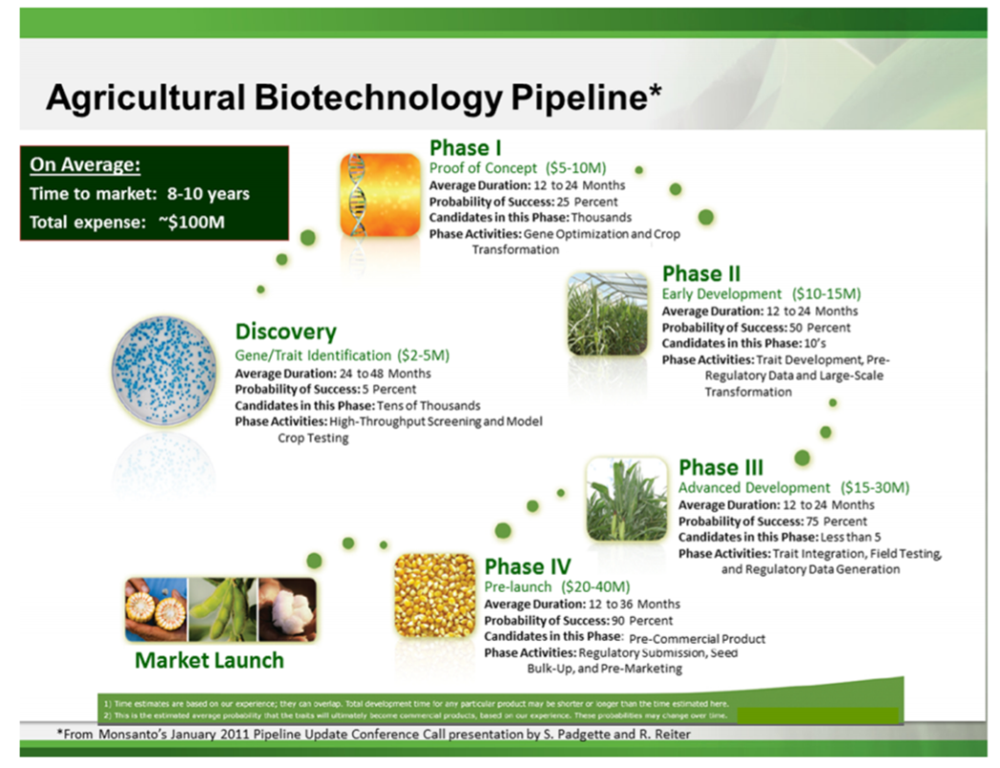 Agricultural Biotechnology Pipeline*
On Average:
Time to market: 8-10 years
Total expense: ~$100M
Phase I
Proof of Concept ($5-10M)
Average Duration: 12 to 24 Months
Probability of Success: 25 Percent
Candidates in this Phase: Thousands
Phase Activities: Gene Optimization and Crop
Transformation
Phase II
Early Development ($10-15M)
Average Duration: 12 to 24 Months
Probability of Success: 50 Percent
Candidates in this Phase: 10's
Phase Activities: Trait Development, Pre-
Regulatory Data and Large-Scale
Transformation
Discovery
Gene/Trait Identification ($2-5M)
Average Duration: 24 to 48 Months
Probability of Success: 5 Percent
Candidates in this Phase: Tens of Thousands
Phase Activities: High-Throughput Screening and Model
Crop Testing
Phase III
Advanced Development ($15-30M)
Average Duration: 12 to 24 Months
Probability of Success: 75 Percent
Candidates in this Phase: Less than 5
Phase Activities: Trait Integration, Field Testing,
and Regulatory Data Generation
Phase IV
Pre-launch ($20-40M)
Average Duration: 12 to 36 Months
Probability of Success: 90 Percent
Candidates in this Phase: Pre-Commercial Product
Phase Activities: Regulatory Submission, Seed
Bulk-Up, and Pre-Marketing
Market Launch
1) Time estimates are based on our experience; they can overlap. Total development time for any particular product may be shorter or longer than the time estimated here.
2) This is the estimated average probability that the traits will ultimately become commercial products, based on our experience. These probabilities may change over time.
*From Monsanto's January 2011 Pipeline Update Conference Call presentation by S. Padgette and R. Reiter